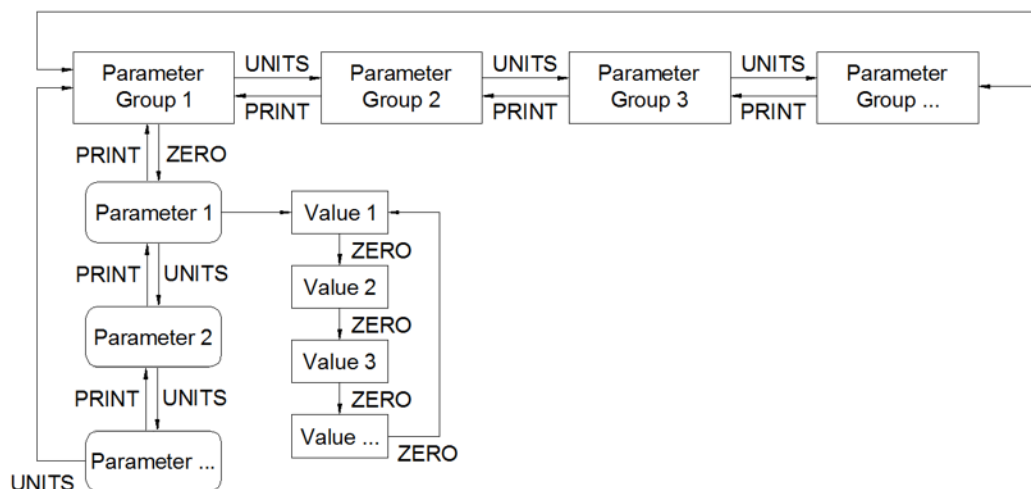 Parameter
Group 1
UNITS
PRINT
Parameter
Group 2
UNITS
PRINT
Parameter
Group 3
UNITS
PRINT
Parameter
Group ...
PRINT
ZERO
Parameter 1
Value 1
ZERO
PRINT
UNITS
Value 2
ZERO
Parameter 2
Value 3
PRINT
UNITS
ZERO
Value ...
ZERO
Parameter ...
UNITS